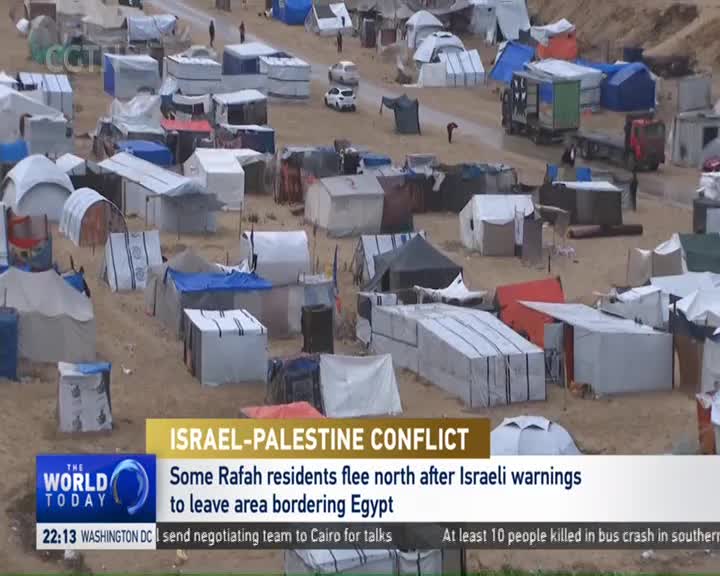 CGTN
ISRAEL-PALESTINE CONFLICT
Some Rafah residents flee north after Israeli warnings
to leave area bordering Egypt
THE
WORLD
TODAY
22:13 WASHINGTON DC
l send negotiating team to Cairo for talks At least 10 people killed in bus crash in southern